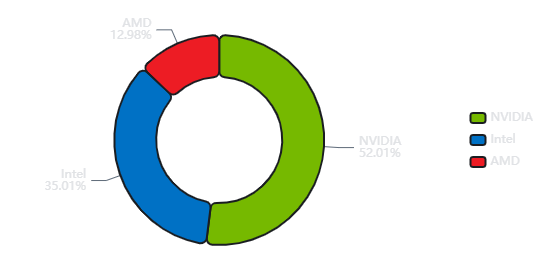 AMD
12.98%
NVIDIA
52.01%
Intel
35.01%
NVIDIA
Intel
AMD